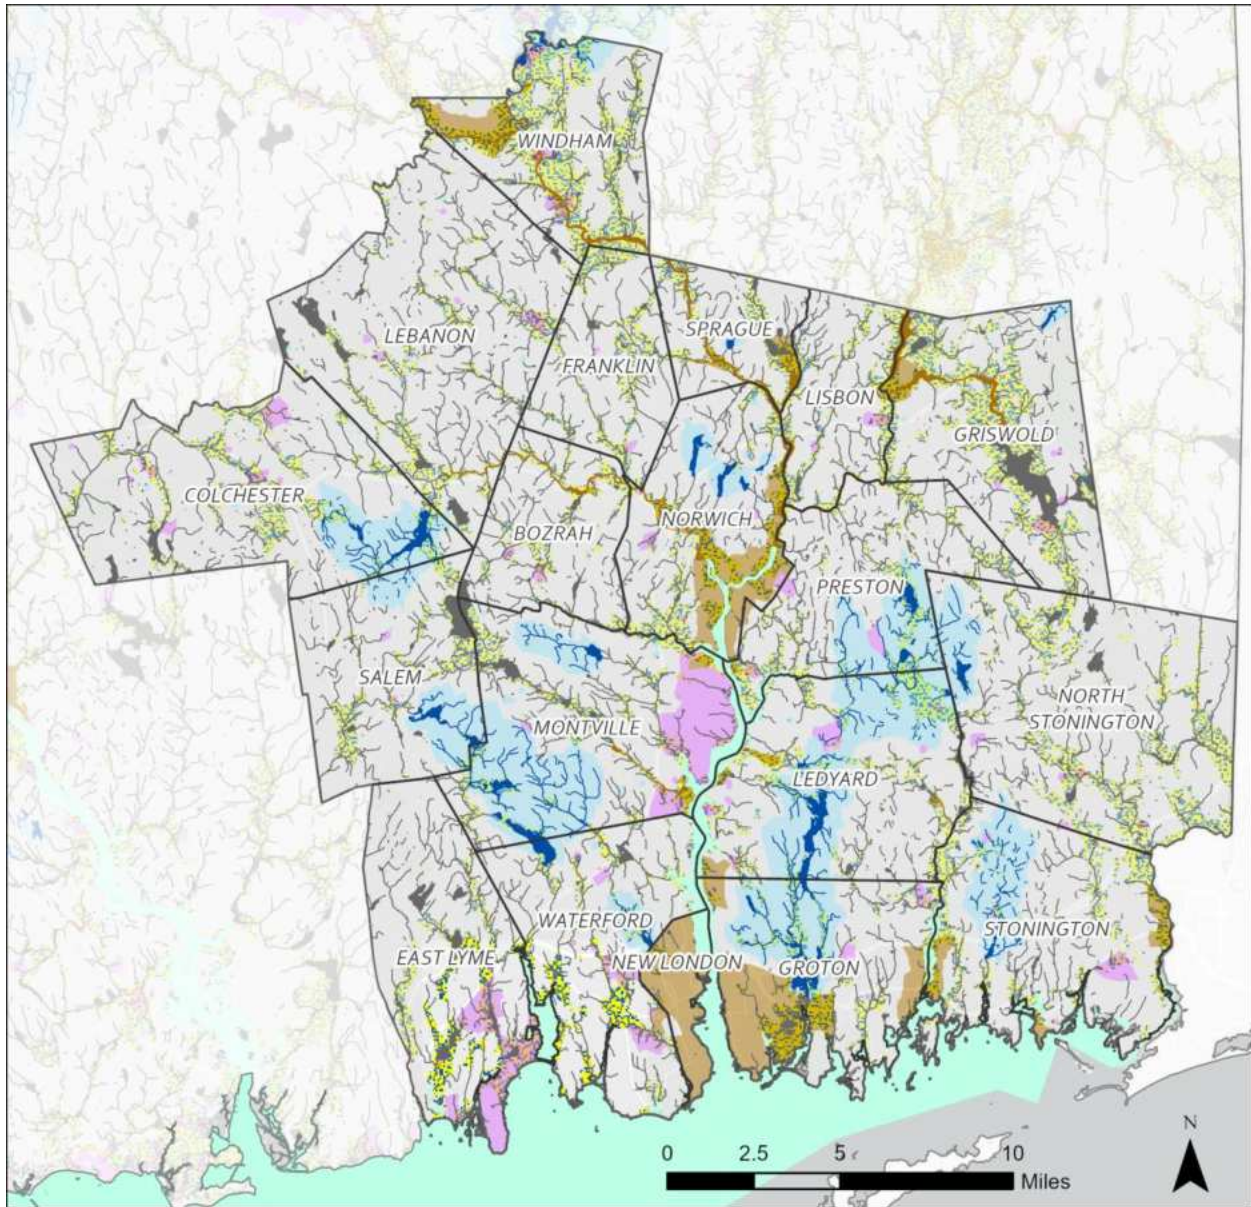 WINDHAM
SPRAGUE
LEBANON
FRANKLIN
LISBON
GRISWOLD
COLCHESTER
NORWICH
BOZRAH
PRESTON
SALEM
NORTH
STONINGTON
MONTVILLE
LEDYARD
WATERFORD
STONINGTON
EAST LYME
NEW LONDON
GROTON
N
0 2.5 5 10
Miles